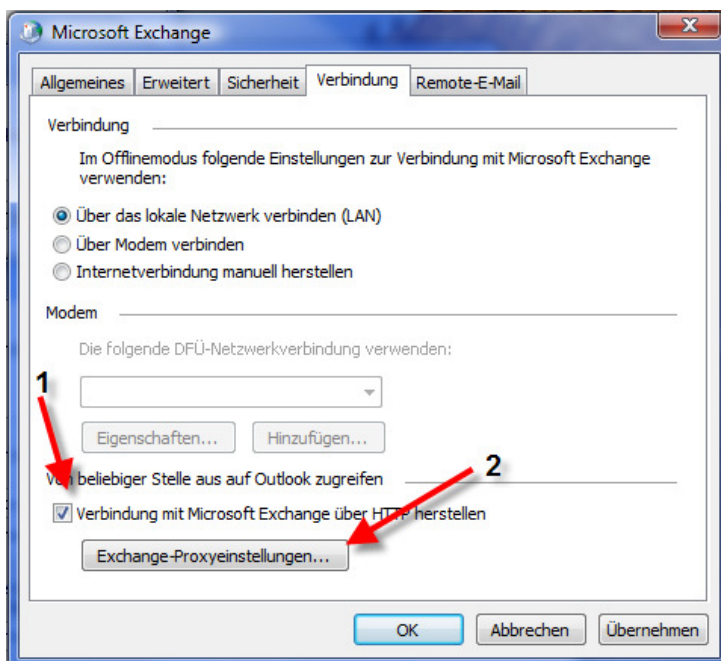 Microsoft Exchange
Allgemeines Erweitert Sicherheit Verbindung Remote-E-Mail
Verbindung
Im Offlinemodus folgende Einstellungen zur Verbindung mit Microsoft Exchange
verwenden:
Über das lokale Netzwerk verbinden (LAN)
Über Modem verbinden
Internetverbindung manuell herstellen
Modem
Die folgende DFÜ-Netzwerkverbindung verwenden:
1
Eigenschaften... Hinzufügen...
2
Von beliebiger Stelle aus auf Outlook zugreifen
Verbindung mit Microsoft Exchange über HTTP herstellen
Exchange-Proxyeinstellungen...
OK Abbrechen Übernehmen